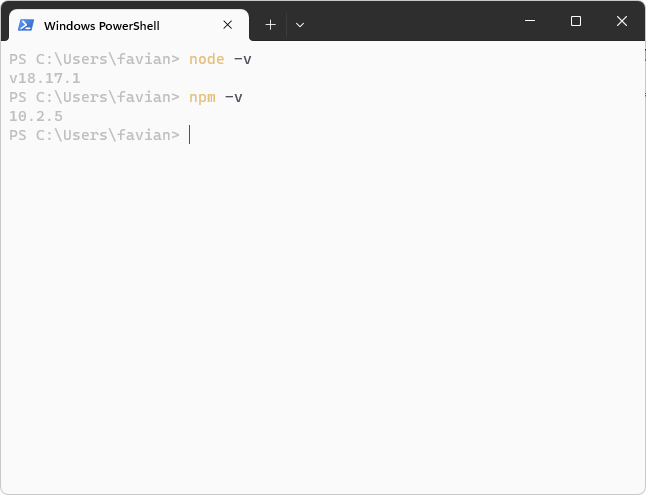 Windows PowerShell
PS C:\Users\favian> node -v
v18.17.1
PS C:\Users\favian> npm -v
10.2.5
PS C:\Users\favian>